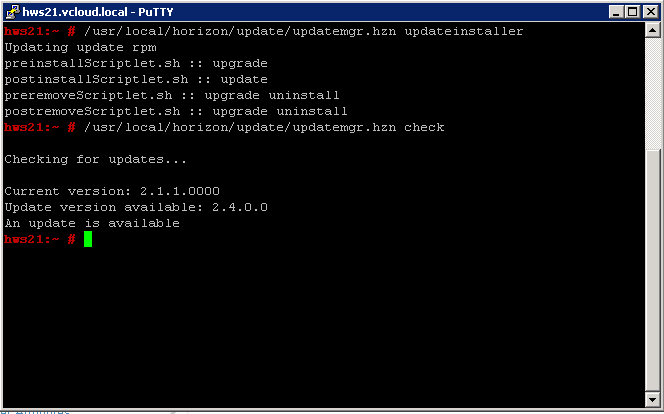 hws21.vcloud.local - PuTTY
hws21:~ # /usr/local/horizon/update/updatemgr.hzn updateinstaller
Updating update rpm
preinstallScriptlet.sh :: upgrade
postinstallScriptlet.sh :: update
preremoveScriptlet.sh :: upgrade uninstall
postremoveScriptlet.sh :: upgrade uninstall
hws21:~ # /usr/local/horizon/update/updatemgr.hzn check
Checking for updates...
Current version: 2.1.1.0000
Update version available: 2.4.0.0
An update is available
hws21:~ #